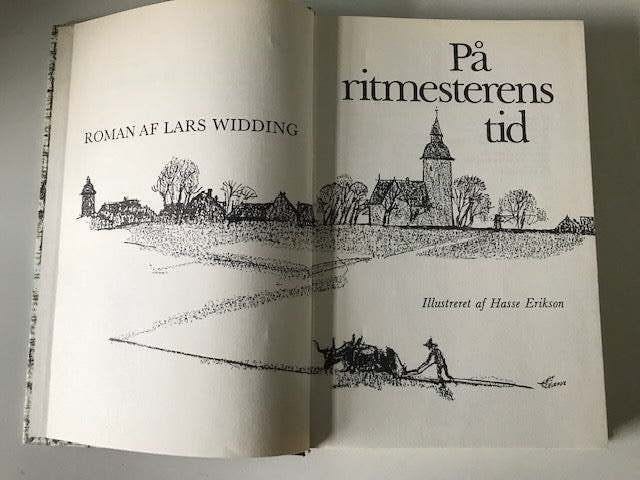 ROMAN AF LARS WIDDING
På
ritmesterens
tid
Illustreret af Hasse Erikson